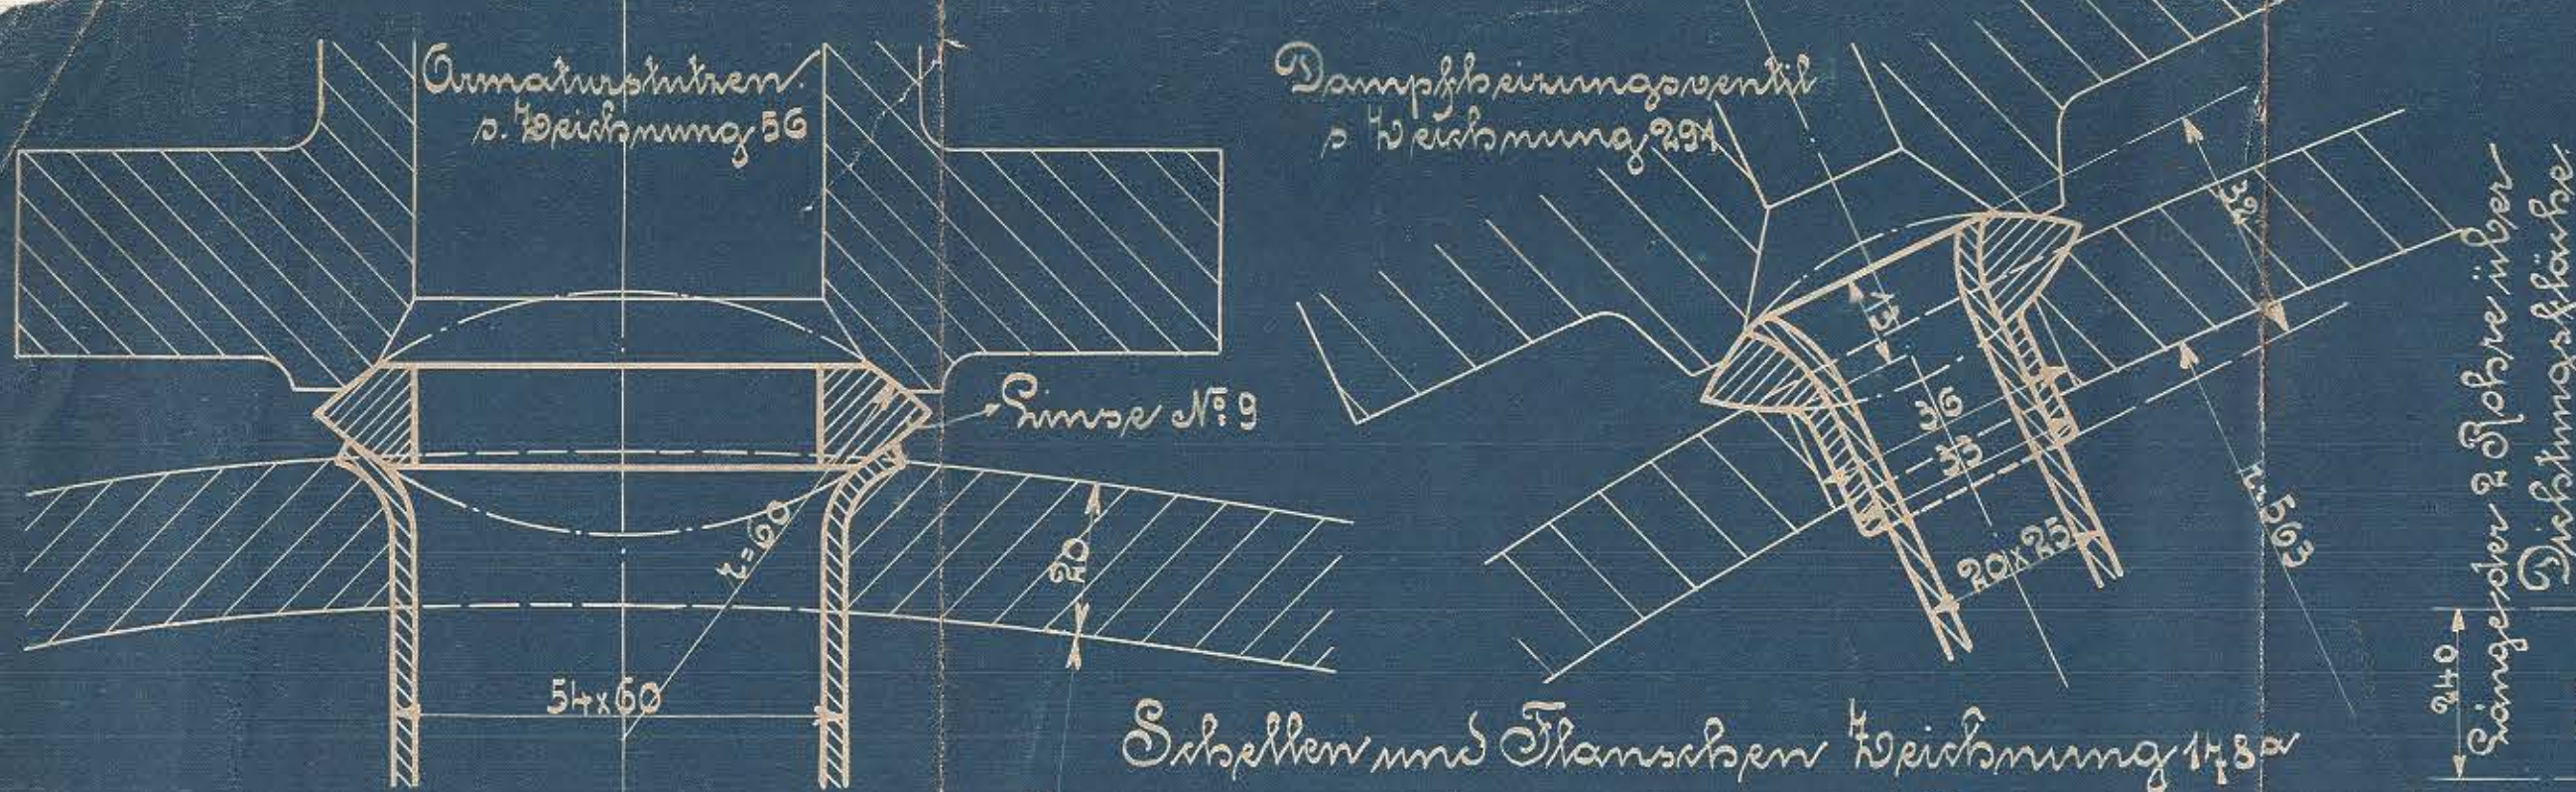 Armaturstutzen.
s. Zeichnung 56
Dampfheizungsventil
s Zeichnung 291
Linse No: 9
r=60
20
54x60
32
13
36
33
20x25
r=563
Schellen und Flanschen Zeichnung 178a
240
Länge der 2 Rohre über
Dichtungsfläche